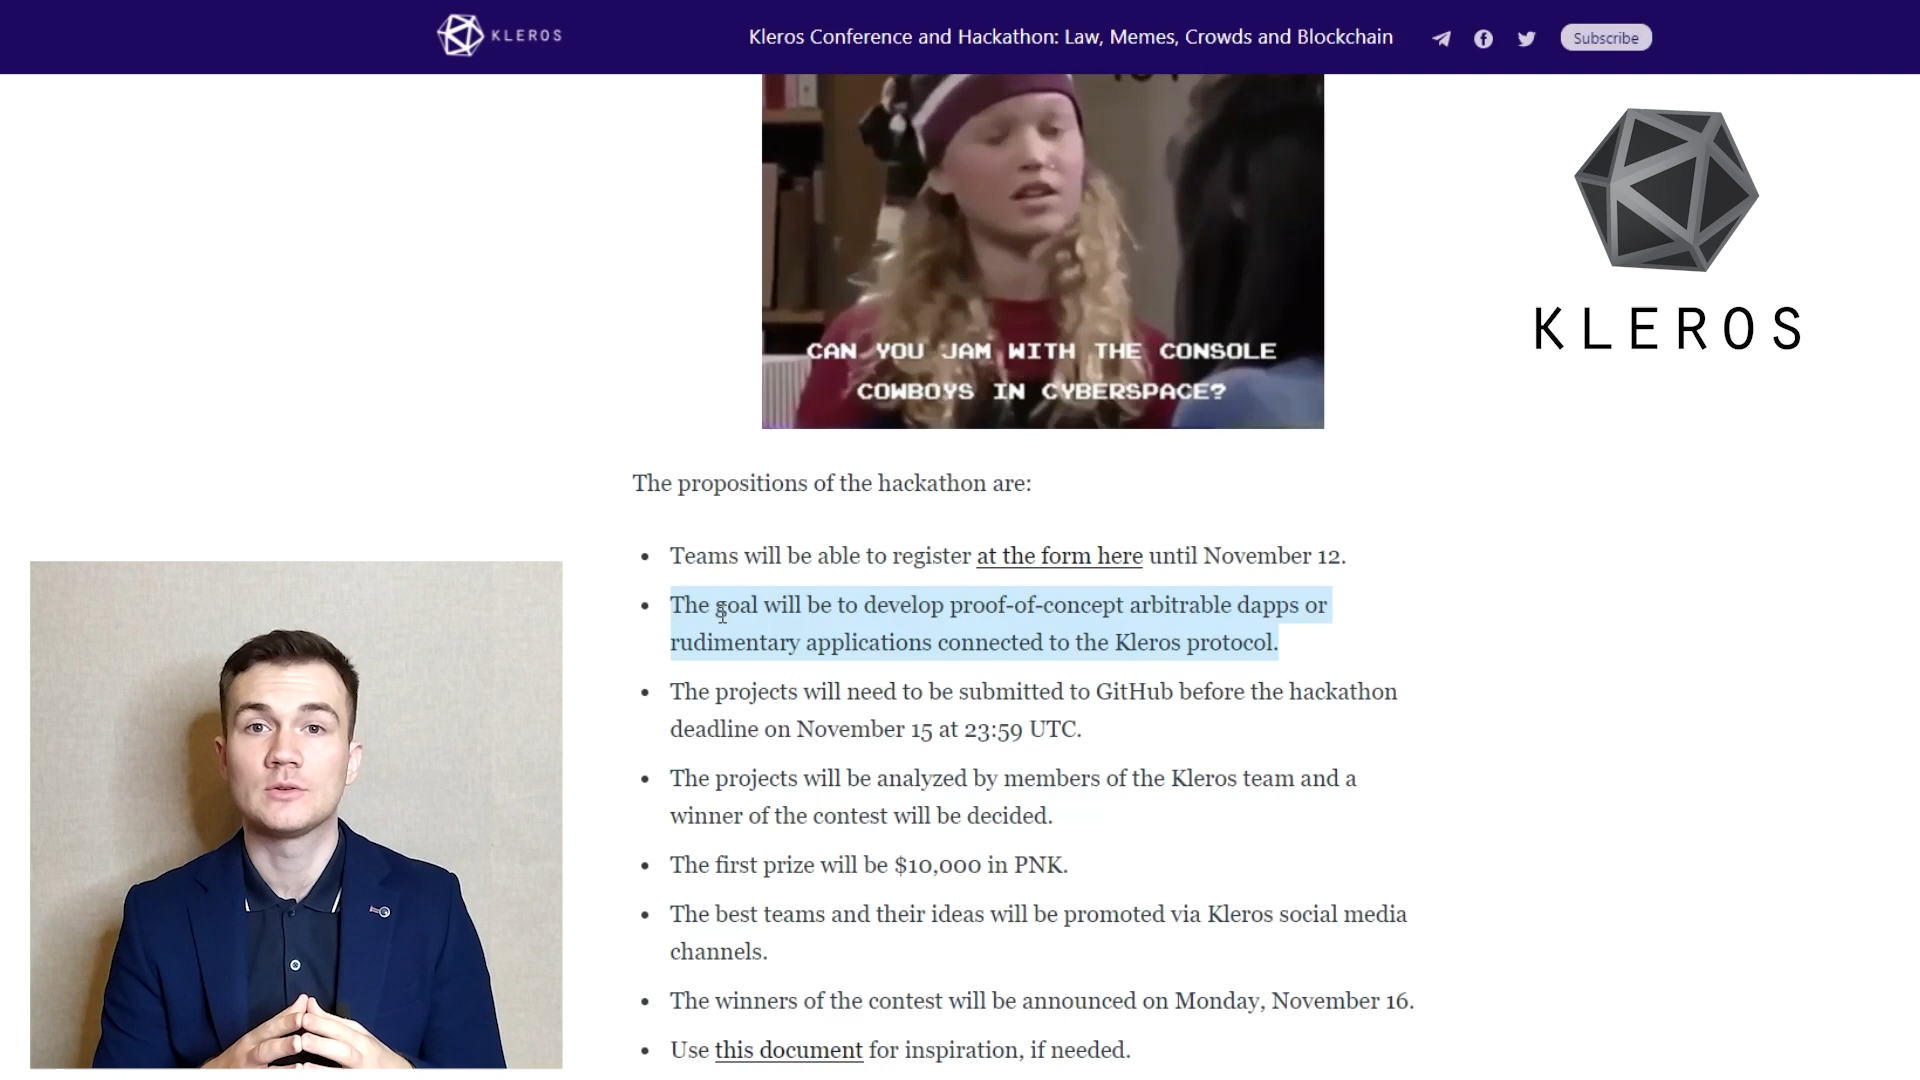 KLEROS
Kleros Conference and Hackathon: Law, Memes, Crowds and Blockchain
Subscribe
CAN YOU JAM WITH THE CONSOLE
COWBOYS IN CYBERSPACE?
KLEROS
The propositions of the hackathon are:
• Teams will be able to register at the form here until November 12.
• The goal will be to develop proof-of-concept arbitrable dapps or
rudimentary applications connected to the Kleros protocol.
• The projects will need to be submitted to GitHub before the hackathon
deadline on November 15 at 23:59 UTC.
• The projects will be analyzed by members of the Kleros team and a
winner of the contest will be decided.
• The first prize will be $10,000 in PNK.
• The best teams and their ideas will be promoted via Kleros social media
channels.
• The winners of the contest will be announced on Monday, November 16.
• Use this document for inspiration, if needed.